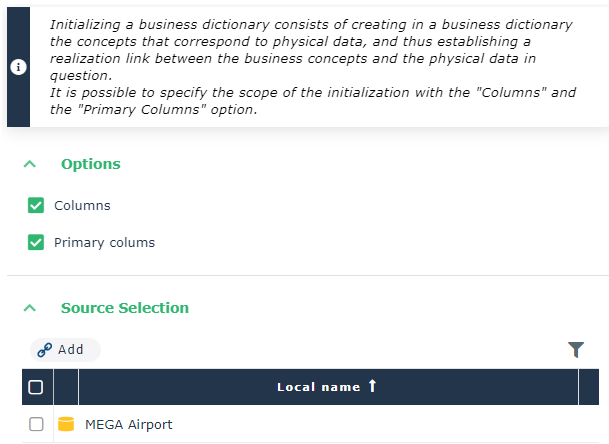 Initializing a business dictionary consists of creating in a business dictionary
the concepts that correspond to physical data, and thus establishing a
realization link between the business concepts and the physical data in
question.
It is possible to specify the scope of the initialization with the "Columns" and
the "Primary Columns" option.
Options
Columns
Primary colums
Source Selection
Add
Local name ↑
MEGA Airport